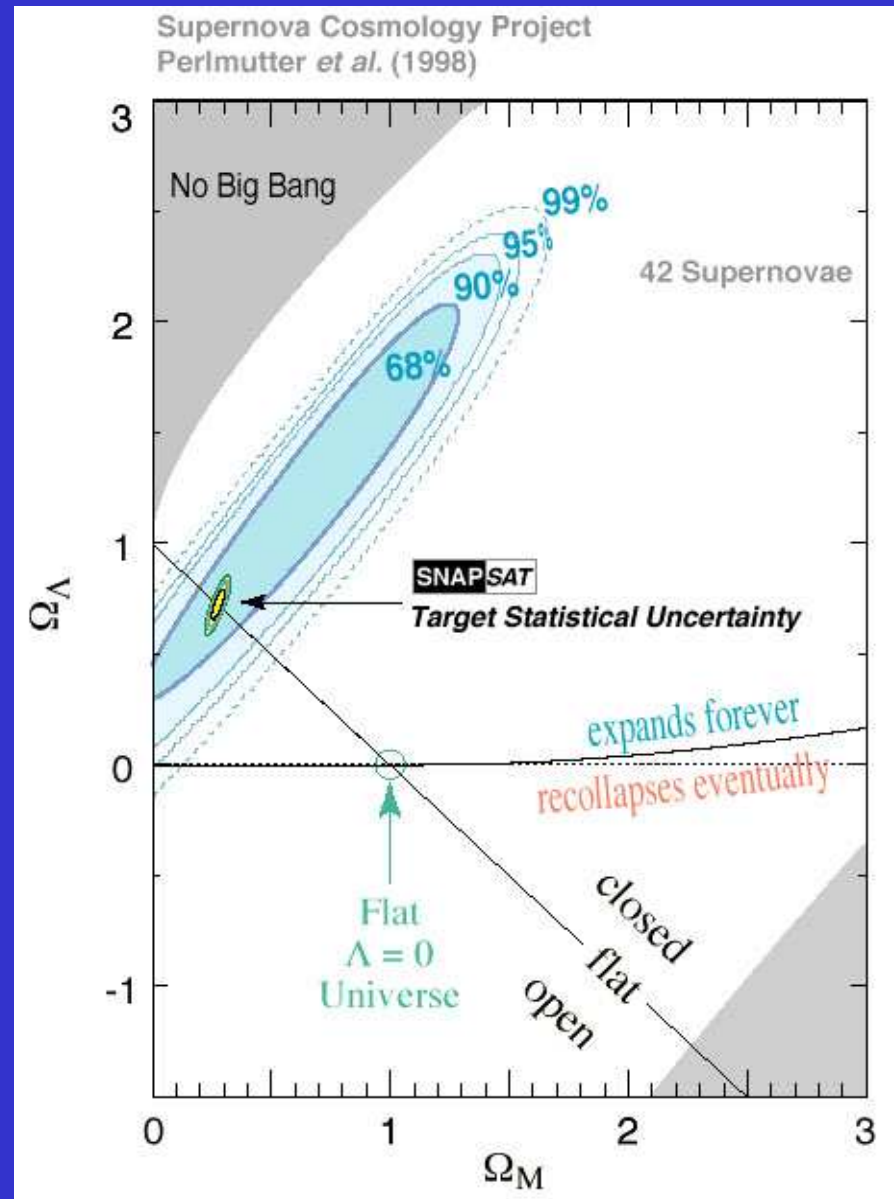 Supernova Cosmology Project
Perlmutter et al. (1998)
3
No Big Bang
99%
95%
90%
42 Supernovae
2
68%
1
SNAPSAT
Target Statistical Uncertainty
Ω_Λ
expands forever
0
recollapses eventually
Flat
Λ = 0
Universe
closed
flat
open
-1
0
1
2
3
Ω_M